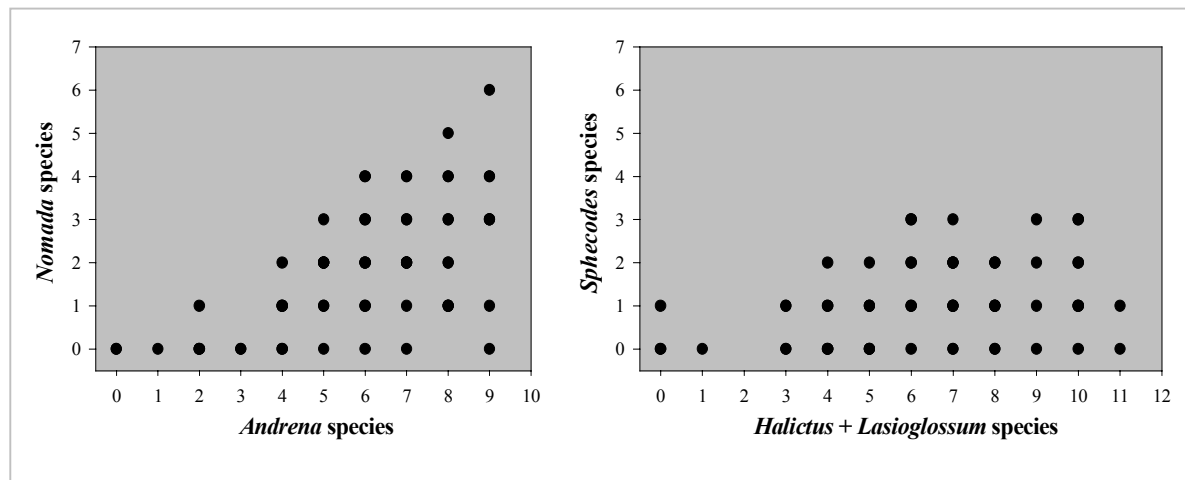 7
6
5
4
3
2
1
0
Nomada species
0 1 2 3 4 5 6 7 8 9 10
Andrena species
7
6
5
4
3
2
1
0
Sphecodes species
0 1 2 3 4 5 6 7 8 9 10 11 12
Halictus + Lasioglossum species